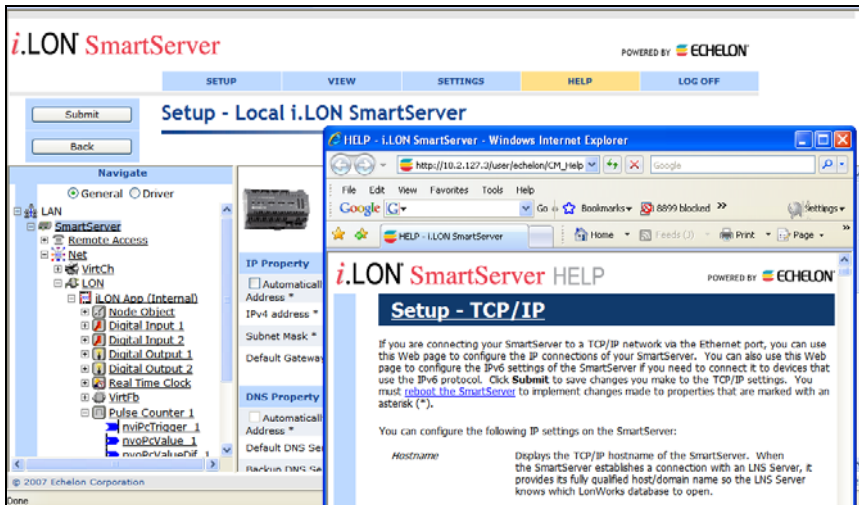 i.LON SmartServer
POWERED BY ECHELON
SETUP VIEW SETTINGS HELP LOG OFF
Submit
Back
Setup - Local i.LON SmartServer
Navigate
General Driver
LAN
SmartServer
Remote Access
Net
VirtCh
LON
iLON App (Internal)
Node Object
Digital Input 1
Digital Input 2
Digital Output 1
Digital Output 2
Real Time Clock
VirtFb
Pulse Counter 1
nviPcTrigger_1
nvoPcValue_1
nvoPcValueDif_1
IP Property
Automatically
Address *
IPv4 address *
Subnet Mask *
Default Gateway
DNS Property
Automatically
Address *
Default DNS Ser
Backup DNS Se
© 2007 Echelon Corporation
Done
HELP - i.LON SmartServer - Windows Internet Explorer
http://10.2.127.3/user/echelon/CM_Help
Google
File Edit View Favorites Tools Help
Google G Go Bookmarks 8899 blocked >> Settings
HELP - i.LON SmartServer Home Feeds (J) Print Page >>
i.LON SmartServer HELP
POWERED BY ECHELON
Setup - TCP/IP
If you are connecting your SmartServer to a TCP/IP network via the Ethernet port, you can use
this Web page to configure the IP connections of your SmartServer. You can also use this Web
page to configure the IPv6 settings of the SmartServer if you need to connect it to devices that
use the IPv6 protocol. Click Submit to save changes you make to the TCP/IP settings. You
must reboot the SmartServer to implement changes made to properties that are marked with an
asterisk (*).
You can configure the following IP settings on the SmartServer:
Hostname Displays the TCP/IP hostname of the SmartServer. When
the SmartServer establishes a connection with an LNS Server, it
provides its fully qualified host/domain name so the LNS Server
knows which LonWorks database to open.